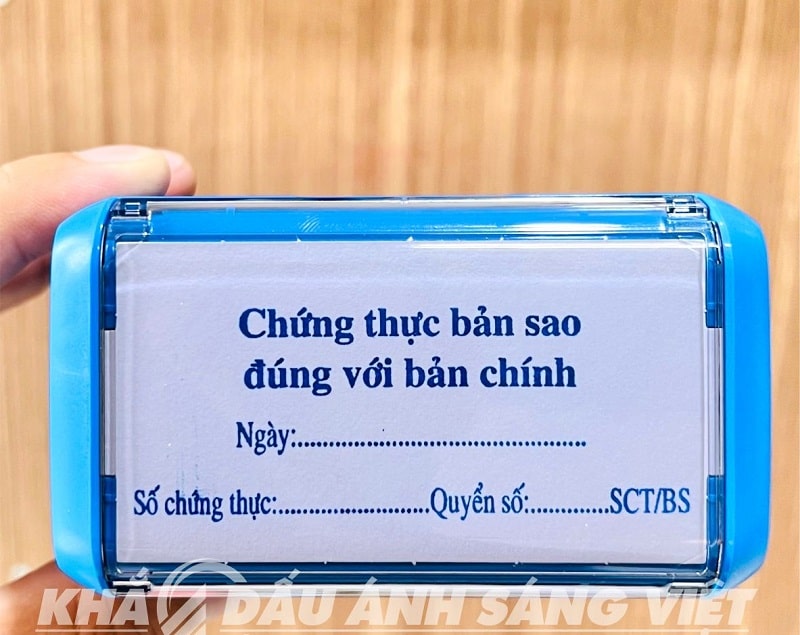 Chứng thực bản sao
đúng với bản chính
Ngày:..........................................................
Số chứng thực:..............................Quyển số:...............SCT/BS
KHẮC DẤU ÁNH SÁNG VIỆT